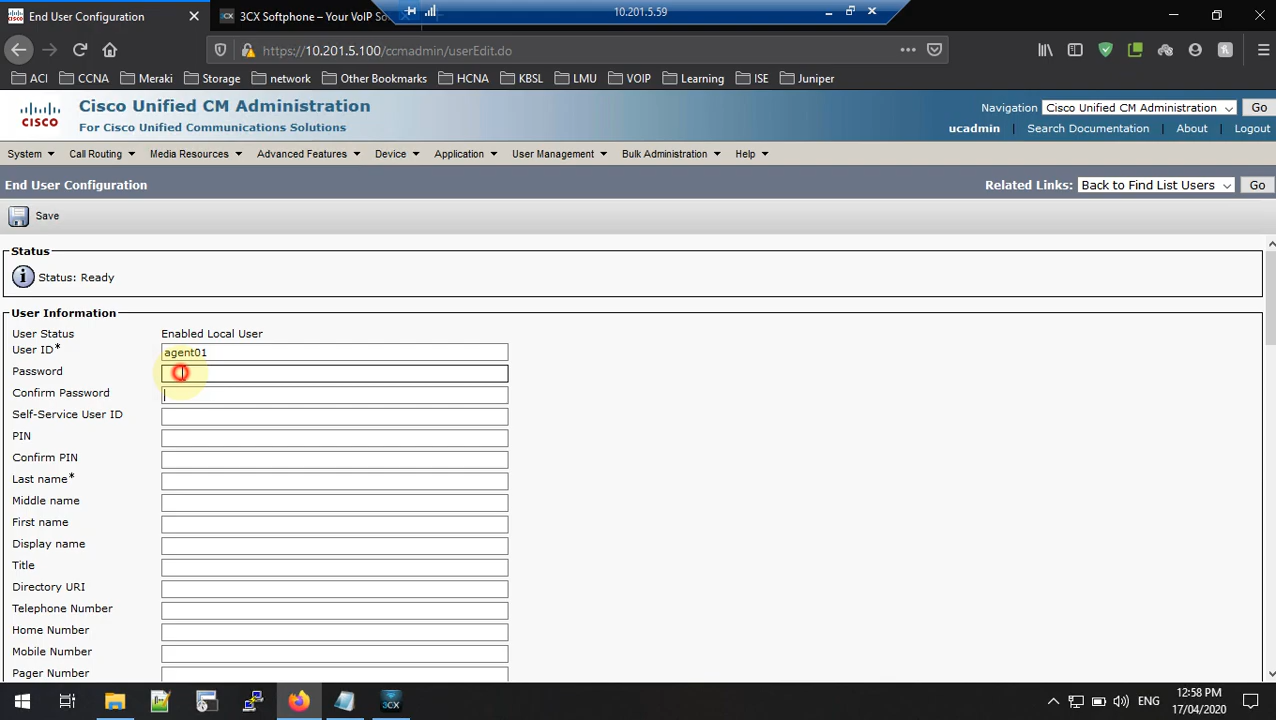 End User Configuration
3CX Softphone – Your VoIP So
10.201.5.59
https://10.201.5.100/ccmadmin/userEdit.do
ACI CCNA Meraki Storage network Other Bookmarks HCNA KBSL LMU VOIP Learning ISE Juniper
Cisco Unified CM Administration
For Cisco Unified Communications Solutions
CISCO
Navigation Cisco Unified CM Administration Go
ucadmin | Search Documentation | About | Logout
System Call Routing Media Resources Advanced Features Device Application User Management Bulk Administration Help
End User Configuration
Related Links: Back to Find List Users Go
Save
Status
Status: Ready
User Information
User Status Enabled Local User
User ID* agent01
Password
Confirm Password
Self-Service User ID
PIN
Confirm PIN
Last name*
Middle name
First name
Display name
Title
Directory URI
Telephone Number
Home Number
Mobile Number
Pager Number
3CX
ENG
12:58 PM
17/04/2020